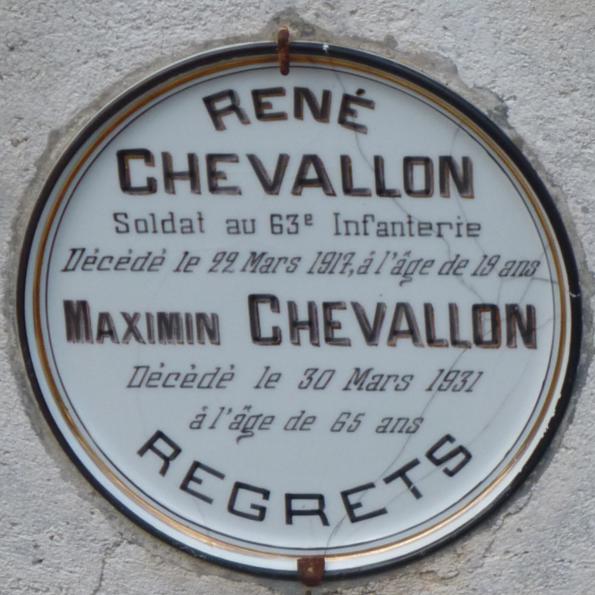 RENÉ
CHEVALLON
Soldat au 63e Infanterie
Décédé le 22 Mars 1917, à l'âge de 19 ans
MAXIMIN CHEVALLON
Décédé le 30 Mars 1931
à l'âge de 65 ans
REGRETS